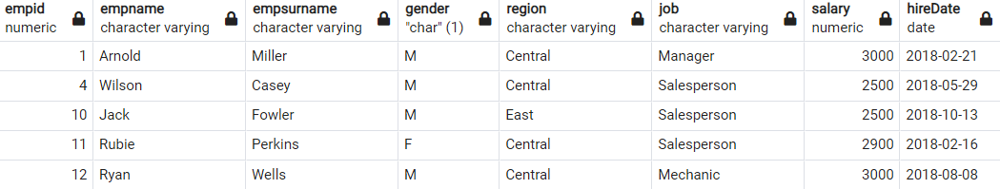 empid empname empsurname gender region job salary hireDate
numeric character varying character varying "char" (1) character varying character varying numeric date
1 Arnold Miller M Central Manager 3000 2018-02-21
4 Wilson Casey M Central Salesperson 2500 2018-05-29
10 Jack Fowler M East Salesperson 2500 2018-10-13
11 Rubie Perkins F Central Salesperson 2900 2018-02-16
12 Ryan Wells M Central Mechanic 3000 2018-08-08